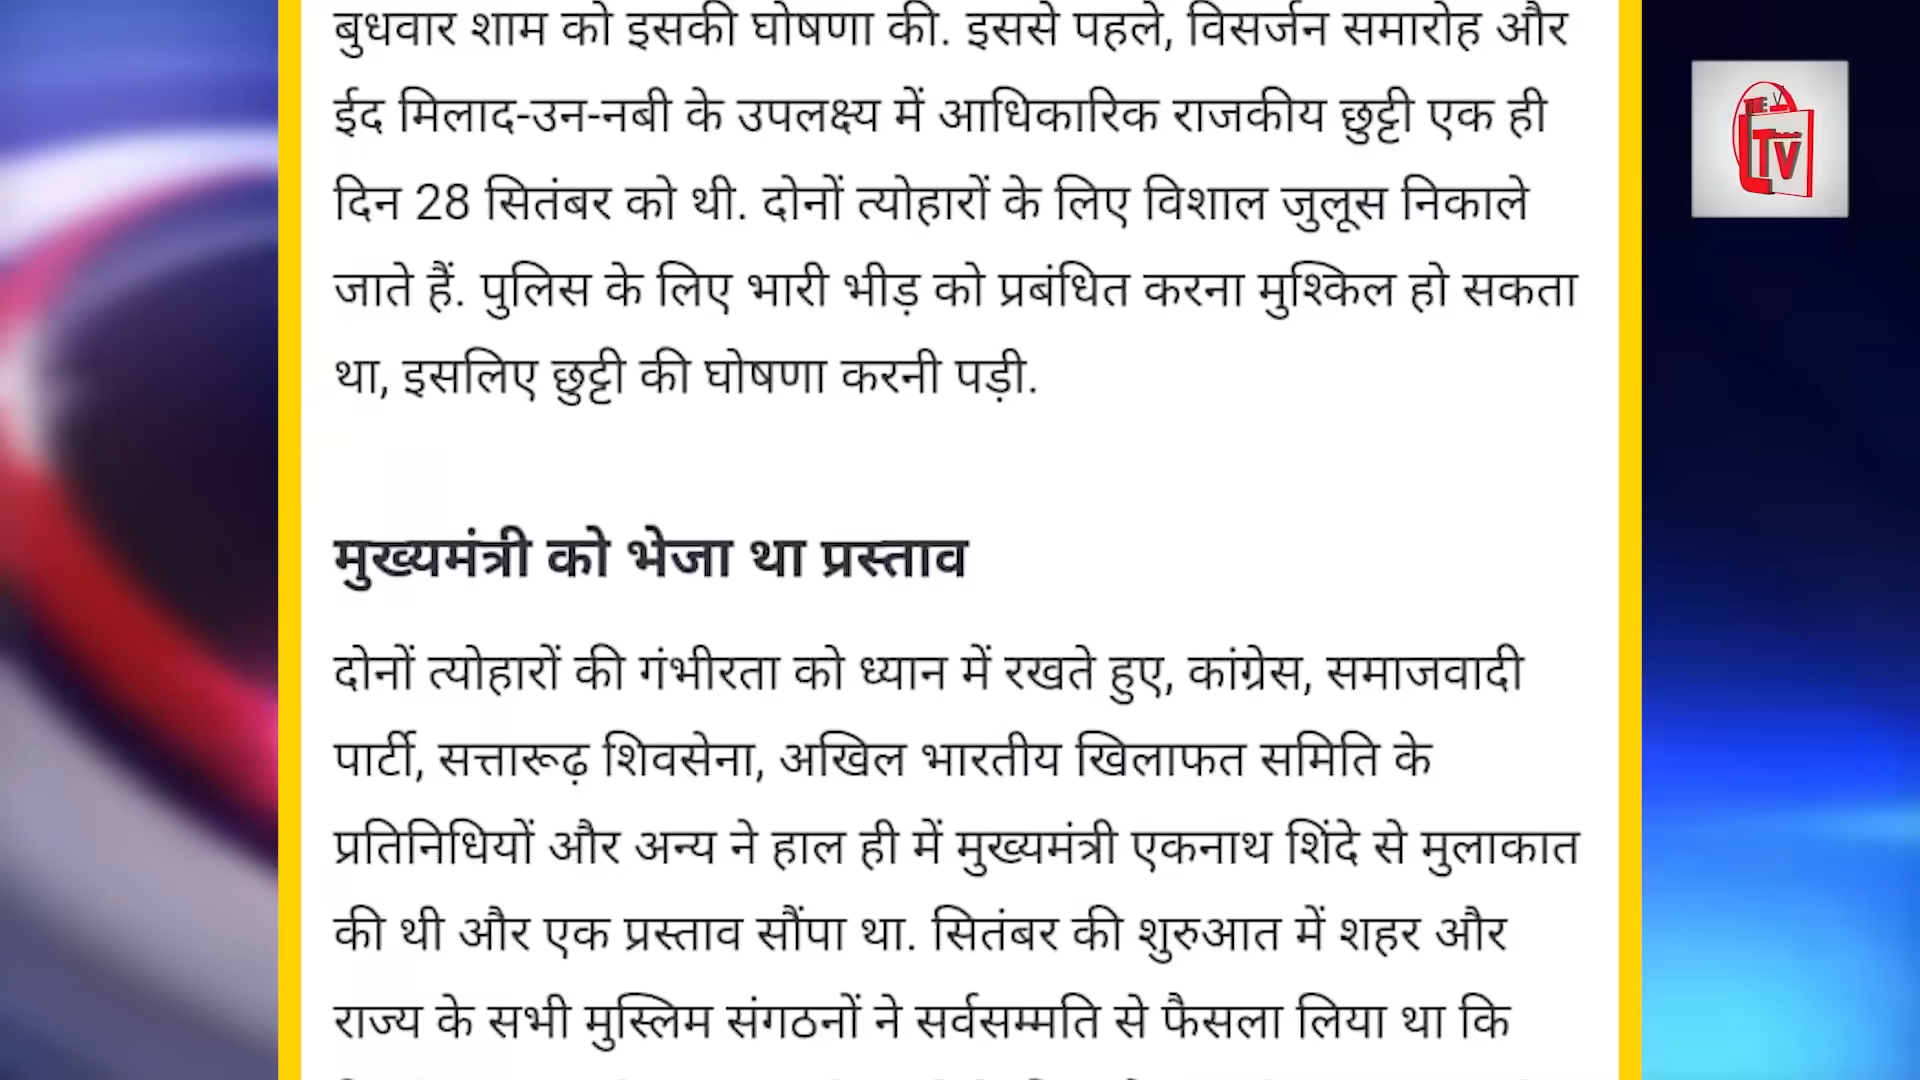 बुधवार शाम को इसकी घोषणा की. इससे पहले, विसर्जन समारोह और
ईद मिलाद-उन-नबी के उपलक्ष्य में आधिकारिक राजकीय छुट्टी एक ही
दिन 28 सितंबर को थी. दोनों त्योहारों के लिए विशाल जुलूस निकाले
जाते हैं. पुलिस के लिए भारी भीड़ को प्रबंधित करना मुश्किल हो सकता
था, इसलिए छुट्टी की घोषणा करनी पड़ी.
मुख्यमंत्री को भेजा था प्रस्ताव
दोनों त्योहारों की गंभीरता को ध्यान में रखते हुए, कांग्रेस, समाजवादी
पार्टी, सत्तारूढ़ शिवसेना, अखिल भारतीय खिलाफत समिति के
प्रतिनिधियों और अन्य ने हाल ही में मुख्यमंत्री एकनाथ शिंदे से मुलाकात
की थी और एक प्रस्ताव सौंपा था. सितंबर की शुरुआत में शहर और
राज्य के सभी मुस्लिम संगठनों ने सर्वसम्मति से फैसला लिया था कि
THE
TV